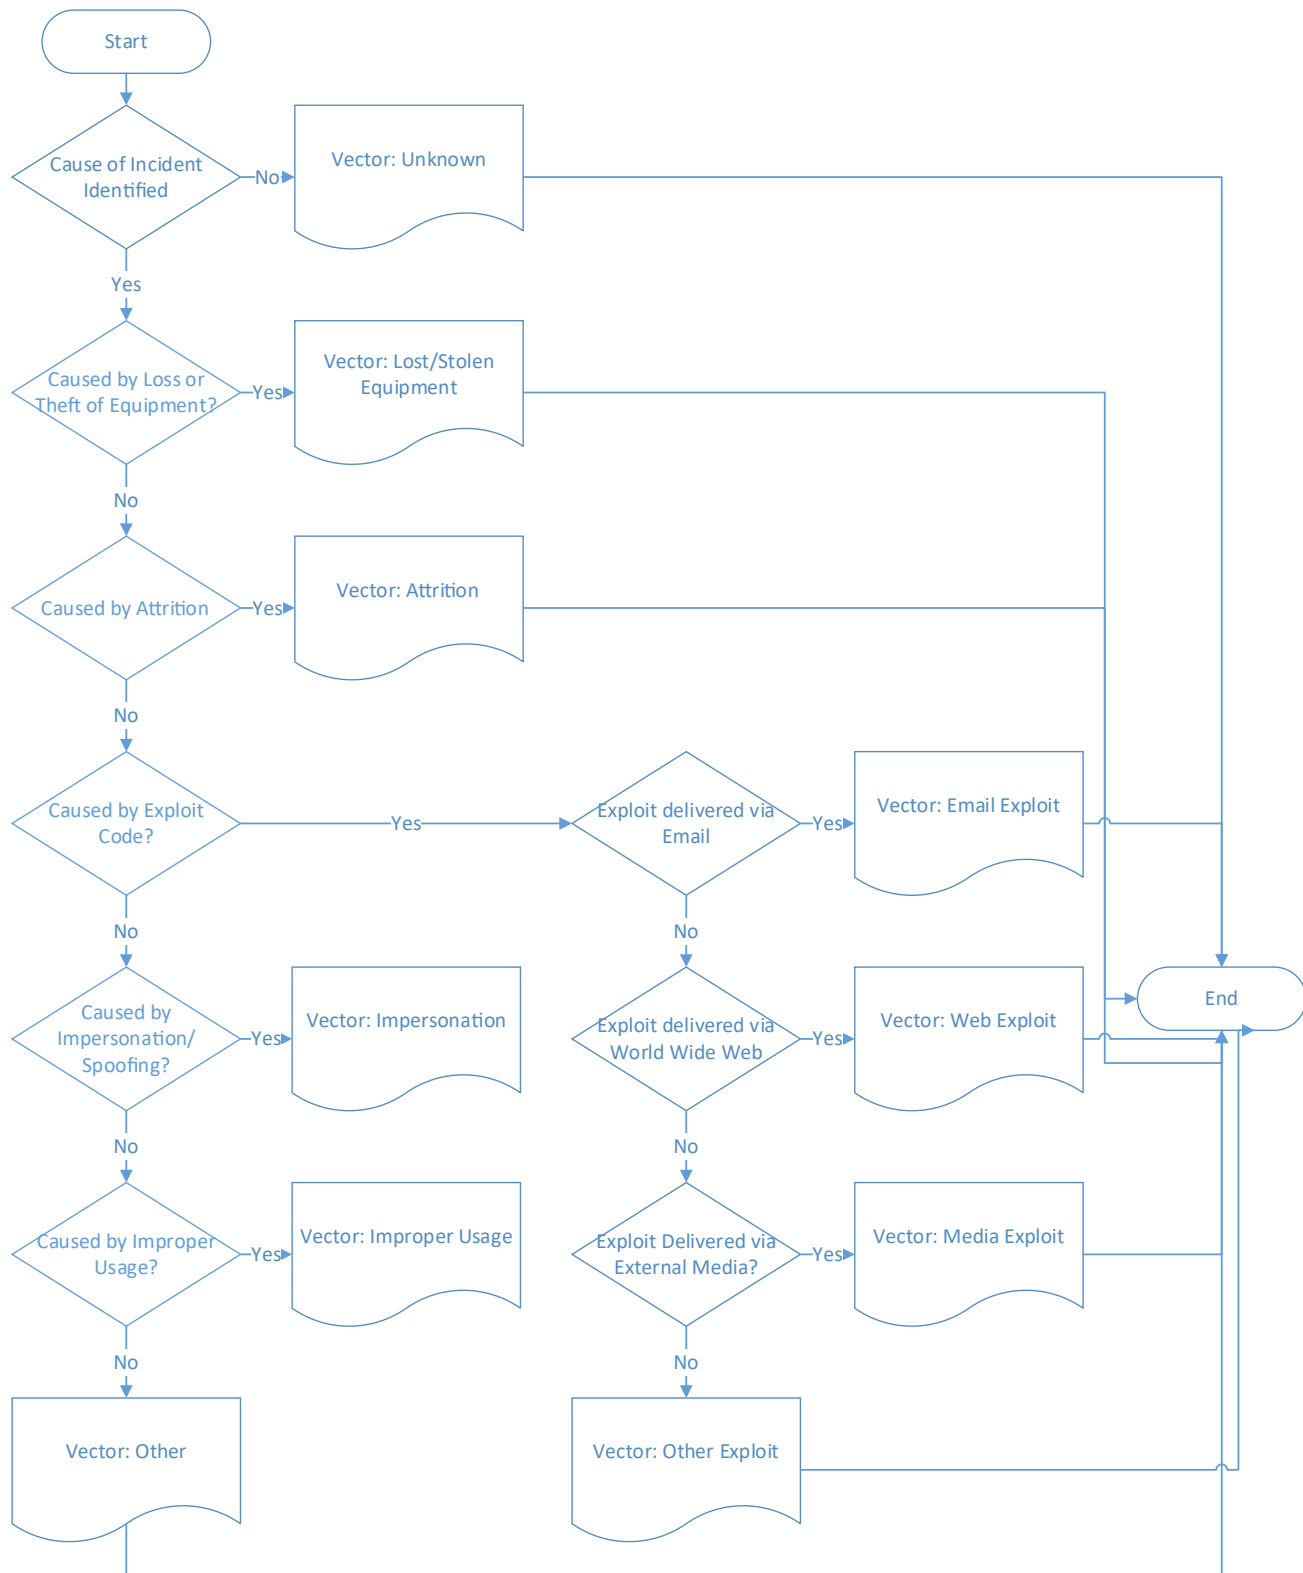 Start
Cause of Incident
Identified
No
Vector: Unknown
Yes
Caused by Loss or
Theft of Equipment?
Yes
Vector: Lost/Stolen
Equipment
No
Caused by Attrition
Yes
Vector: Attrition
No
Caused by Exploit
Code?
Yes
Exploit delivered via
Email
Yes
Vector: Email Exploit
No
No
Caused by
Impersonation/
Spoofing?
Yes
Vector: Impersonation
Exploit delivered via
World Wide Web
Yes
Vector: Web Exploit
End
No
No
Caused by Improper
Usage?
Yes
Vector: Improper Usage
Exploit Delivered via
External Media?
Yes
Vector: Media Exploit
No
No
Vector: Other
Vector: Other Exploit